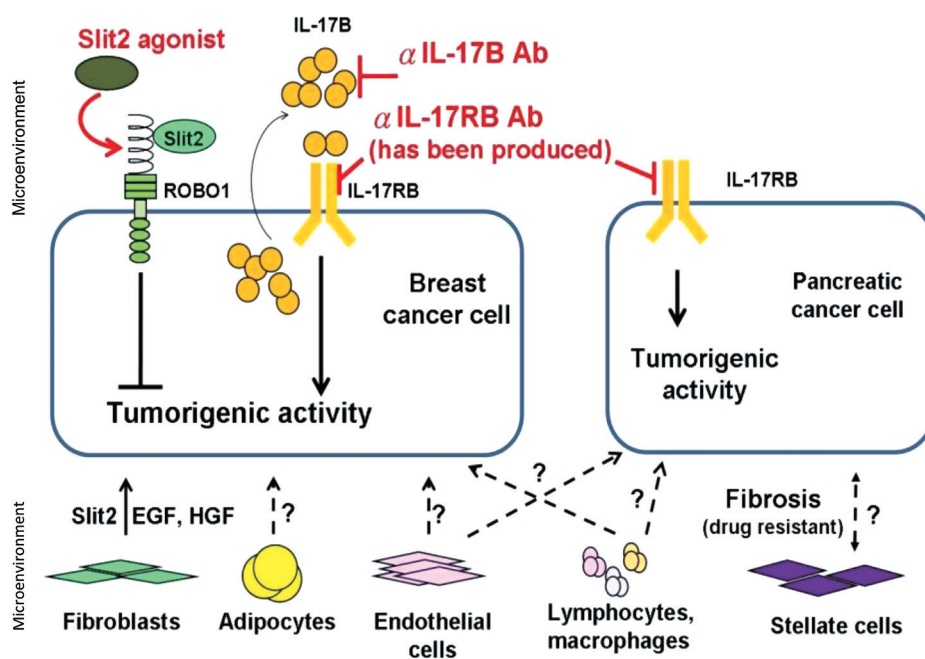 Slit2 agonist
IL-17B
α IL-17B Ab
Microenvironment
Slit2
α IL-17RB Ab
(has been produced)
ROBO1
IL-17RB
IL-17RB
Breast
cancer cell
Pancreatic
cancer cell
Tumorigenic
activity
Tumorigenic activity
Microenvironment
Slit2
EGF, HGF
?
?
?
?
Fibrosis
(drug resistant)
?
Fibroblasts
Adipocytes
Endothelial
cells
Lymphocytes,
macrophages
Stellate cells